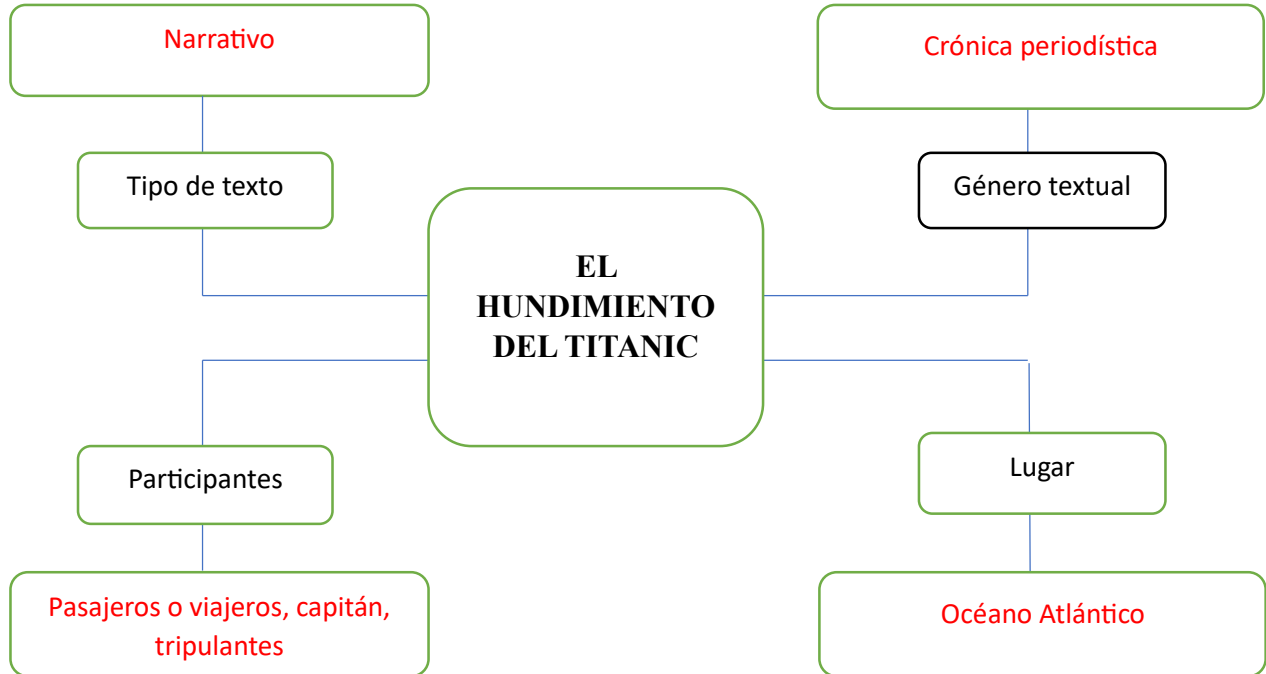 Narrativo
Crónica periodística
Tipo de texto
Género textual
EL
HUNDIMIENTO
DEL TITANIC
Participantes
Lugar
Pasajeros o viajeros, capitán,
tripulantes
Océano Atlántico